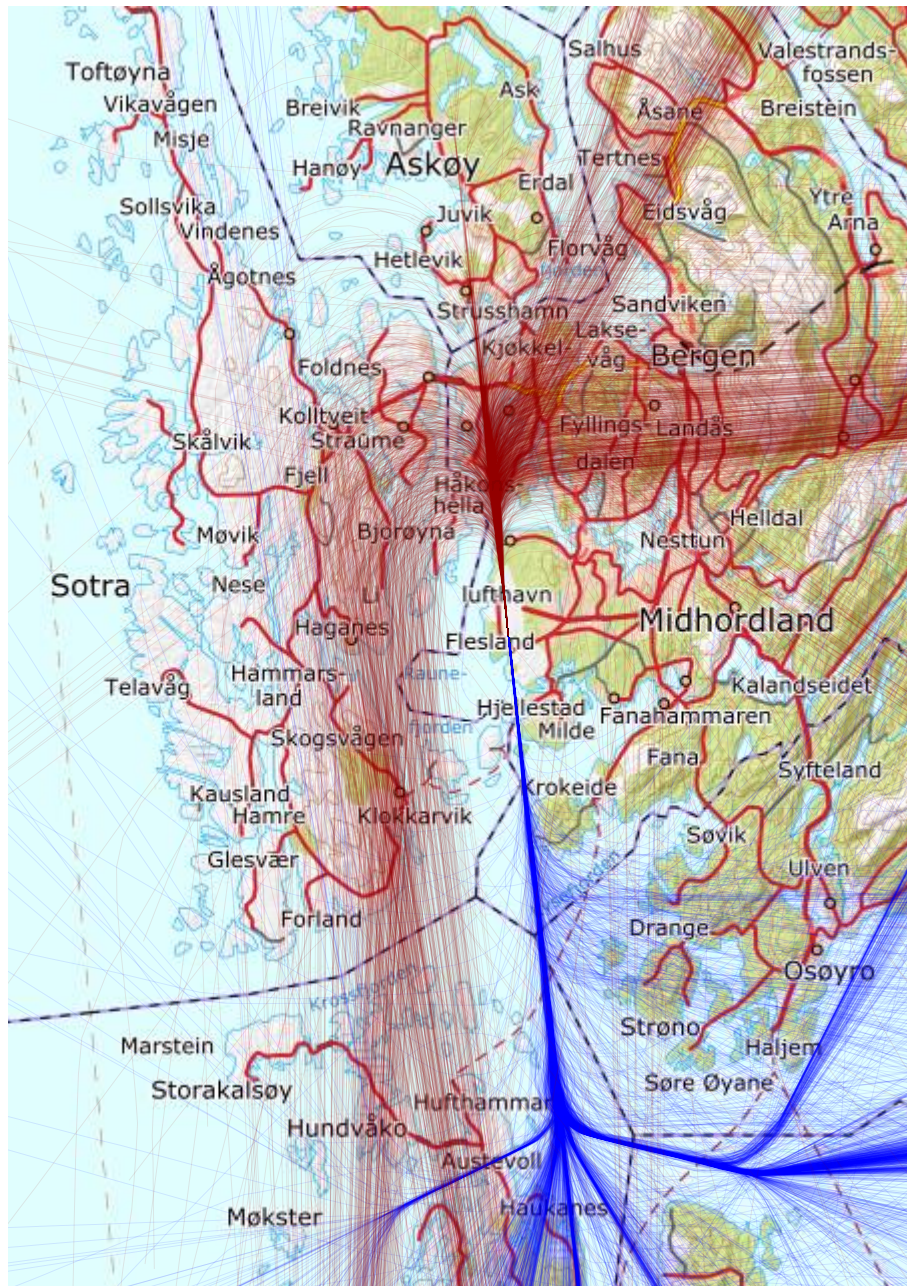 Salhus
Valestrands-
fossen
Toftøyna
Ask
Vikavågen
Breivik
Åsane
Breistein
Ravnanger
Misje
Askøy
Tertnes
Hanøy
Erdal
Sollsvika
Juvik
Eidsvåg
Ytre
Arna
Vindenes
Florvåg
Hetlevik
Ågotnes
Sandviken
Strusshamn
Lakse-
våg
Kjøkkel-
Bergen
Foldnes
Kolltveit
Straume
Fyllings-
dalen
Landås
Skålvik
Fjell
Håkons-
hella
Helldal
Møvik
Bjorøyna
Nesttun
Sotra
Nese
Li
lufthavn
Haganes
Midhordland
Flesland
Hammars-
land
Raune-
fjorden
Telavåg
Hjellestad
Kalandseidet
Fanahammaren
Milde
Skogsvågen
Fana
Syfteland
Kausland
Krokeide
Hamre
Klokkarvik
Søvik
Glesvær
Ulven
Forland
Drange
Krossfjorden
Osøyro
Strøno
Marstein
Haljem
Storakalsøy
Søre Øyane
Hufthammar
Hundvåko
Austevoll
Møkster
Haukanes